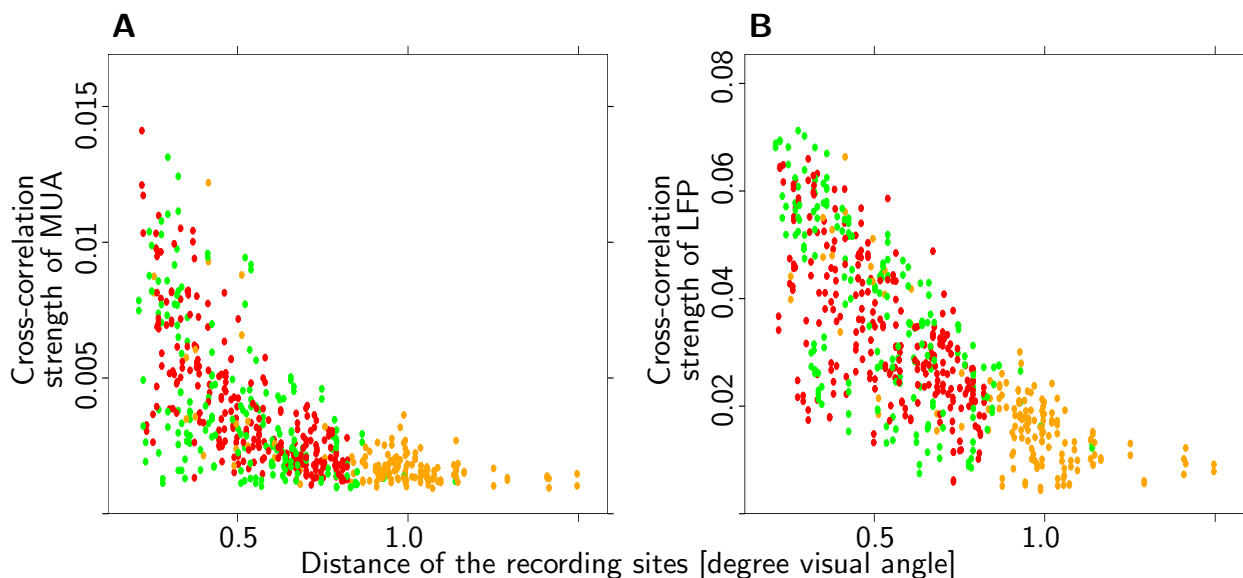 A
B
Cross-correlation
strength of MUA
0.005
0.01
0.015
0.5
1.0
Cross-correlation
strength of LFP
0.02
0.04
0.06
0.08
0.5
1.0
Distance of the recording sites [degree visual angle]